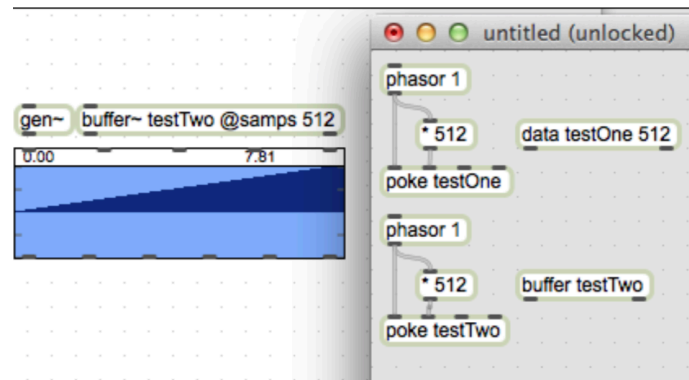 untitled (unlocked)
phasor 1
* 512
data testOne 512
poke testOne
phasor 1
* 512
buffer testTwo
poke testTwo
gen~
buffer~ testTwo @samps 512
0.00
7.81